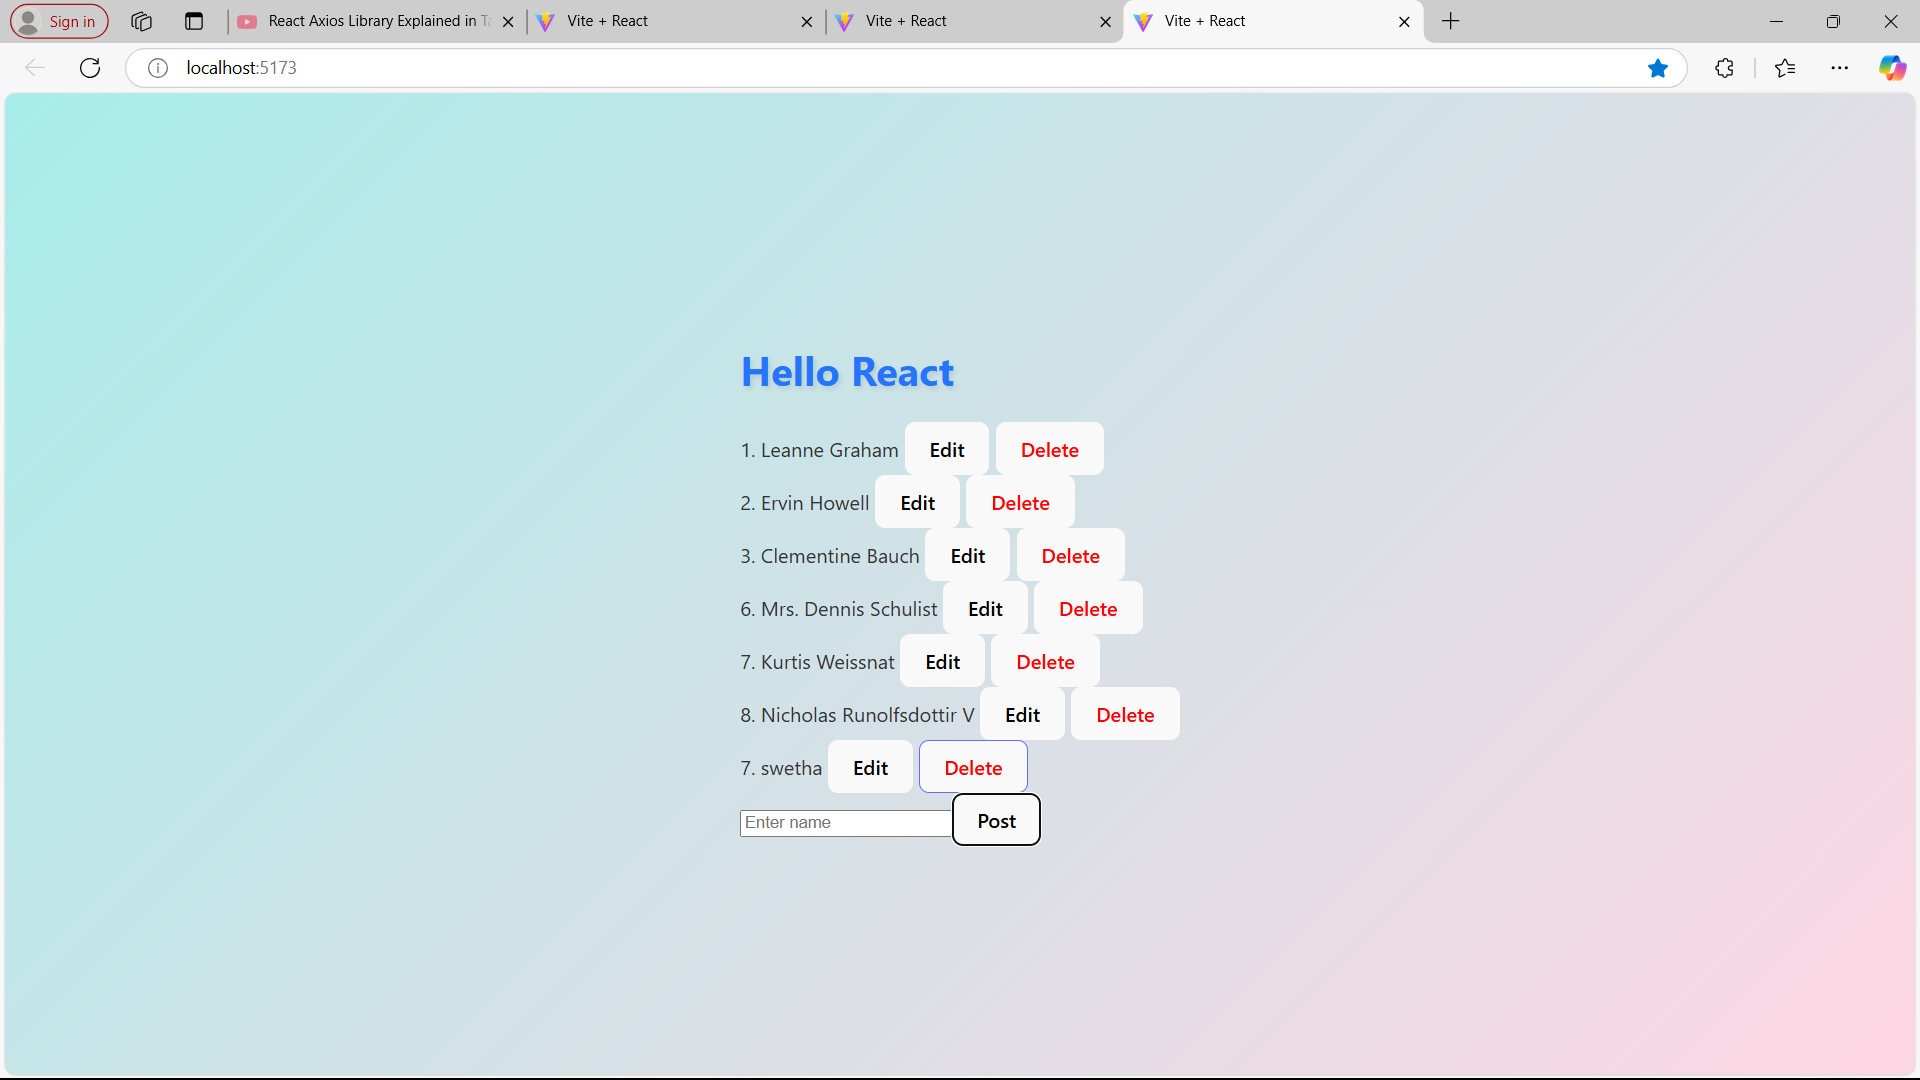 Sign in
React Axios Library Explained in Ta
Vite + React
Vite + React
Vite + React
localhost:5173
Hello React
1. Leanne Graham Edit Delete
2. Ervin Howell Edit Delete
3. Clementine Bauch Edit Delete
6. Mrs. Dennis Schulist Edit Delete
7. Kurtis Weissnat Edit Delete
8. Nicholas Runolfsdottir V Edit Delete
7. swetha Edit Delete
Enter name Post